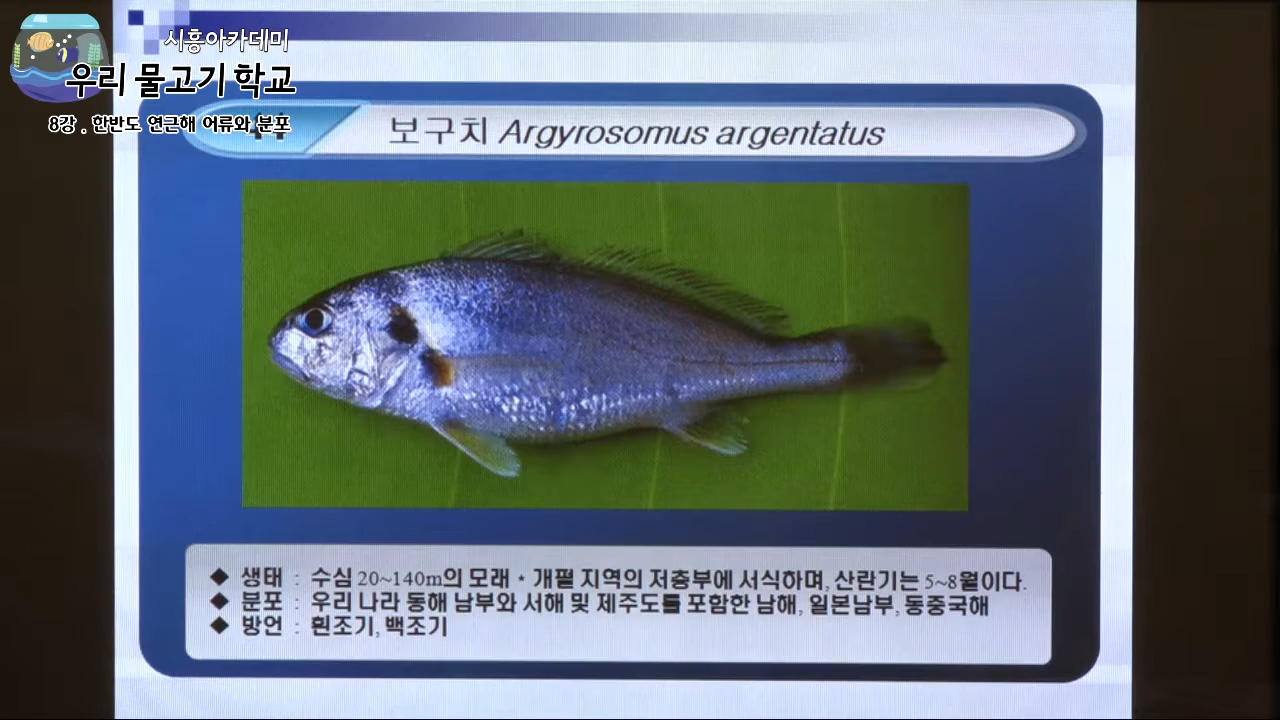 시흥아카데미
우리 물고기 학교
8강 . 한반도 연근해 어류와 분포
보구치 Argyrosomus argentatus
◆ 생태 : 수심 20~140m의 모래 * 개펄 지역의 저층부에 서식하며, 산란기는 5~8월이다.
◆ 분포 : 우리 나라 동해 남부와 서해 및 제주도를 포함한 남해, 일본남부, 동중국해
◆ 방언 : 흰조기, 백조기